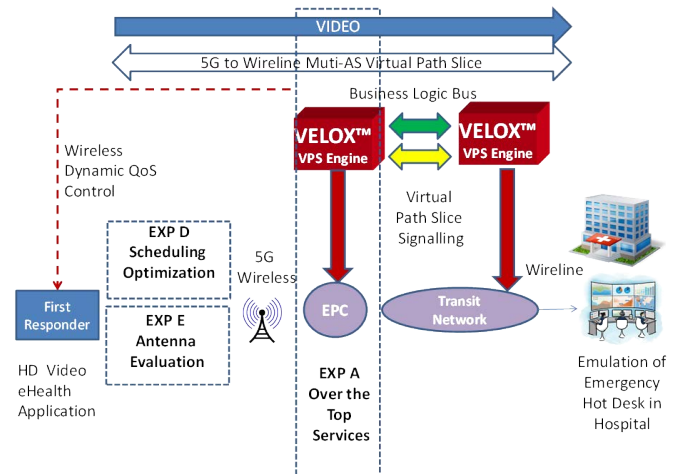 VIDEO
5G to Wireline Muti-AS Virtual Path Slice
Business Logic Bus
VELOX™
VPS Engine
VELOX™
VPS Engine
Wireless
Dynamic QoS
Control
Virtual
Path Slice
Signalling
EXP D
Scheduling
Optimization
5G
Wireless
Wireline
First
Responder
EXP E
Antenna
Evaluation
EPC
Transit
Network
HD Video
eHealth
Application
EXP A
Over the
Top
Services
Emulation of
Emergency
Hot Desk in
Hospital